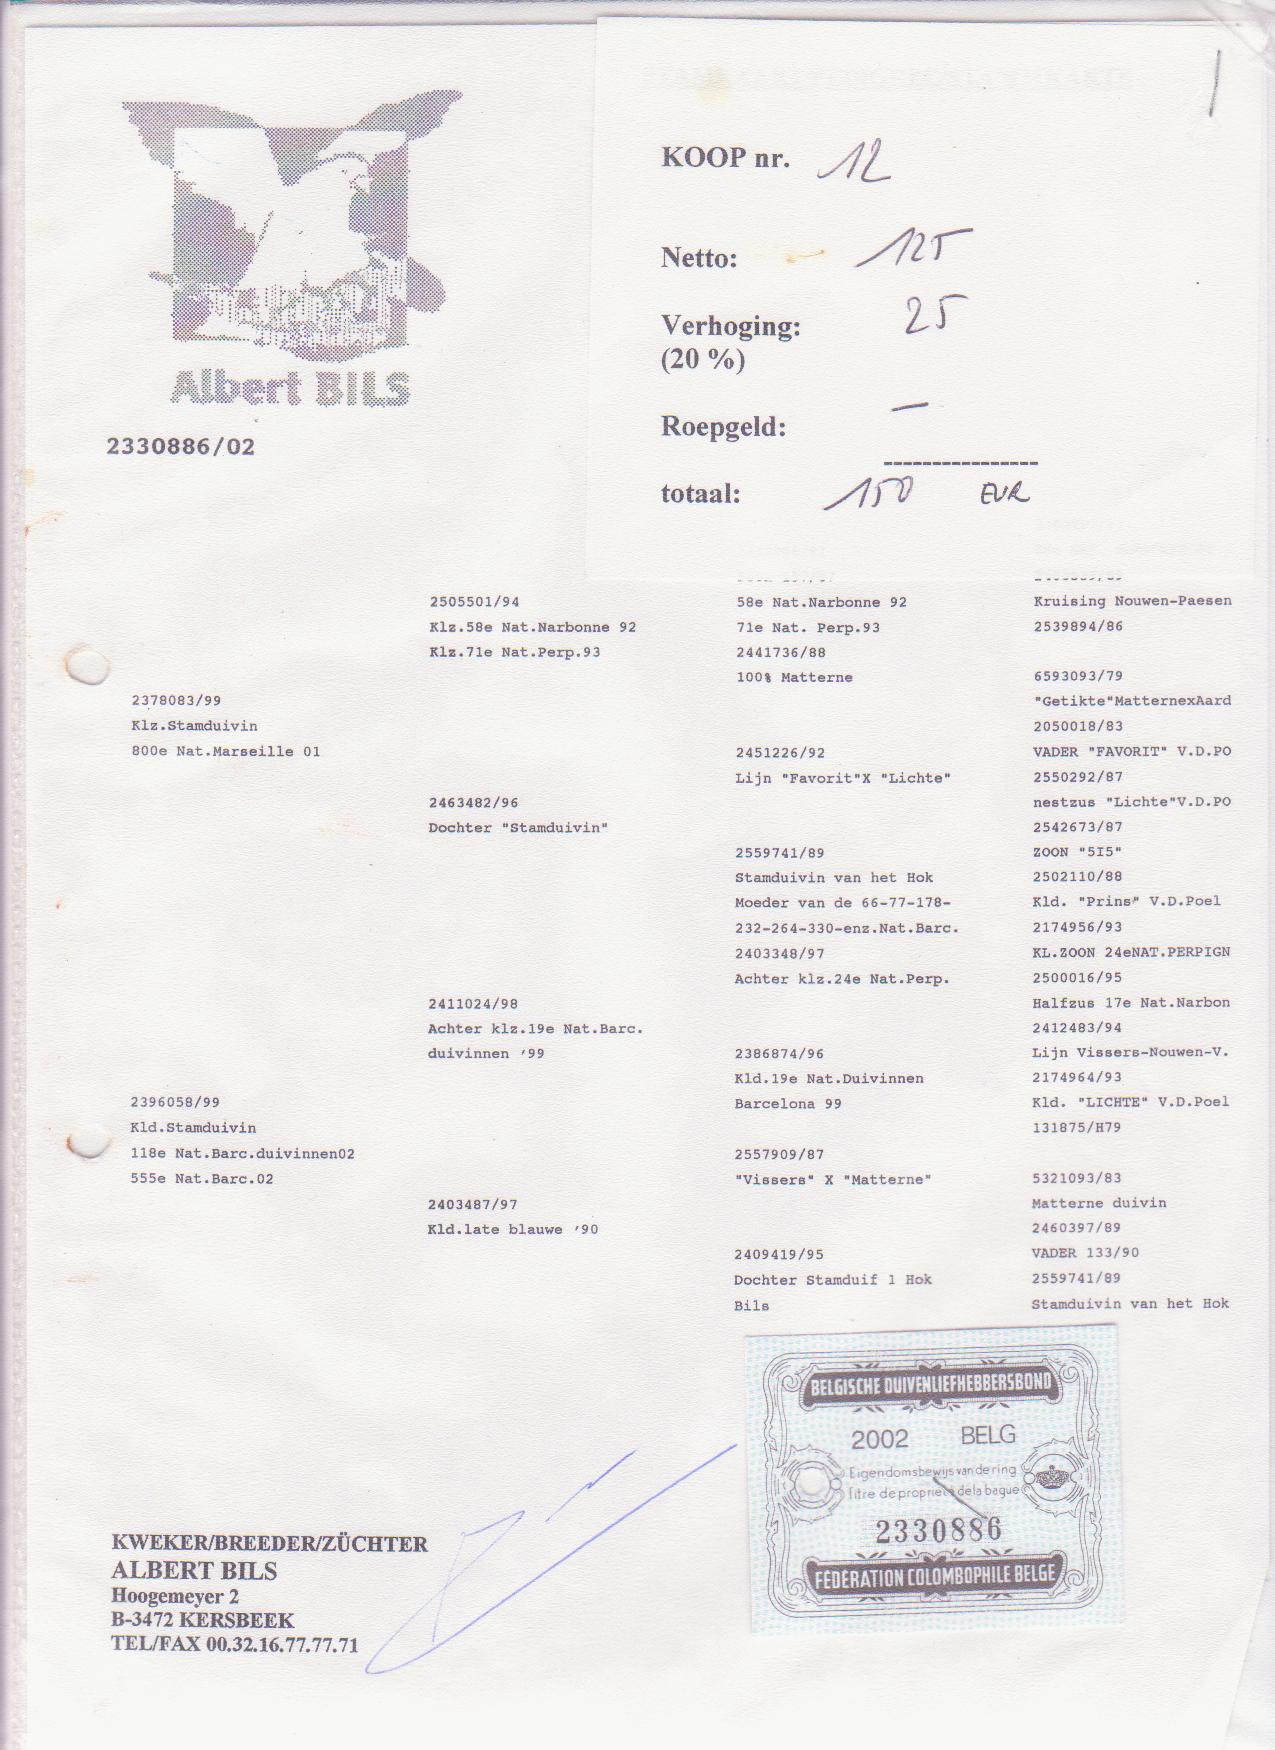 KOOP nr. 12
Netto: 125
Verhoging: 25
(20 %)
Roepgeld: —
---------------
totaal: 150 EUR
Albert BILS
2330886/02
2378083/99
Klz.Stamduivin
800e Nat.Marseille 01
2396058/99
Kld.Stamduivin
118e Nat.Barc.duivinnen02
555e Nat.Barc.02
2505501/94
Klz.58e Nat.Narbonne 92
Klz.71e Nat.Perp.93
2463482/96
Dochter "Stamduivin"
2411024/98
Achter klz.19e Nat.Barc.
duivinnen '99
2403487/97
Kld.late blauwe '90
58e Nat.Narbonne 92
71e Nat. Perp.93
2441736/88
100% Matterne
2451226/92
Lijn "Favorit"X "Lichte"
2559741/89
Stamduivin van het Hok
Moeder van de 66-77-178-
232-264-330-enz.Nat.Barc.
2403348/97
Achter klz.24e Nat.Perp.
2386874/96
Kld.19e Nat.Duivinnen
Barcelona 99
2557909/87
"Vissers" X "Matterne"
2409419/95
Dochter Stamduif 1 Hok
Bils
Kruising Nouwen-Paesen
2539894/86
6593093/79
"Getikte"MatternexAard
2050018/83
VADER "FAVORIT" V.D.PO
2550292/87
nestzus "Lichte"V.D.PO
2542673/87
ZOON "5I5"
2502110/88
Kld. "Prins" V.D.Poel
2174956/93
KL.ZOON 24eNAT.PERPIGN
2500016/95
Halfzus 17e Nat.Narbon
2412483/94
Lijn Vissers-Nouwen-V.
2174964/93
Kld. "LICHTE" V.D.Poel
131875/H79
5321093/83
Matterne duivin
2460397/89
VADER 133/90
2559741/89
Stamduivin van het Hok
BELGISCHE DUIVENLIEFHEBBERSBOND
2002 BELG
Eigendomsbewijs van de ring
Titre de propriete de la bague
2330886
FEDERATION COLOMBOPHILE BELGE
KWEKER/BREEDER/ZÜCHTER
ALBERT BILS
Hoogemeyer 2
B-3472 KERSBEEK
TEL/FAX 00.32.16.77.77.71